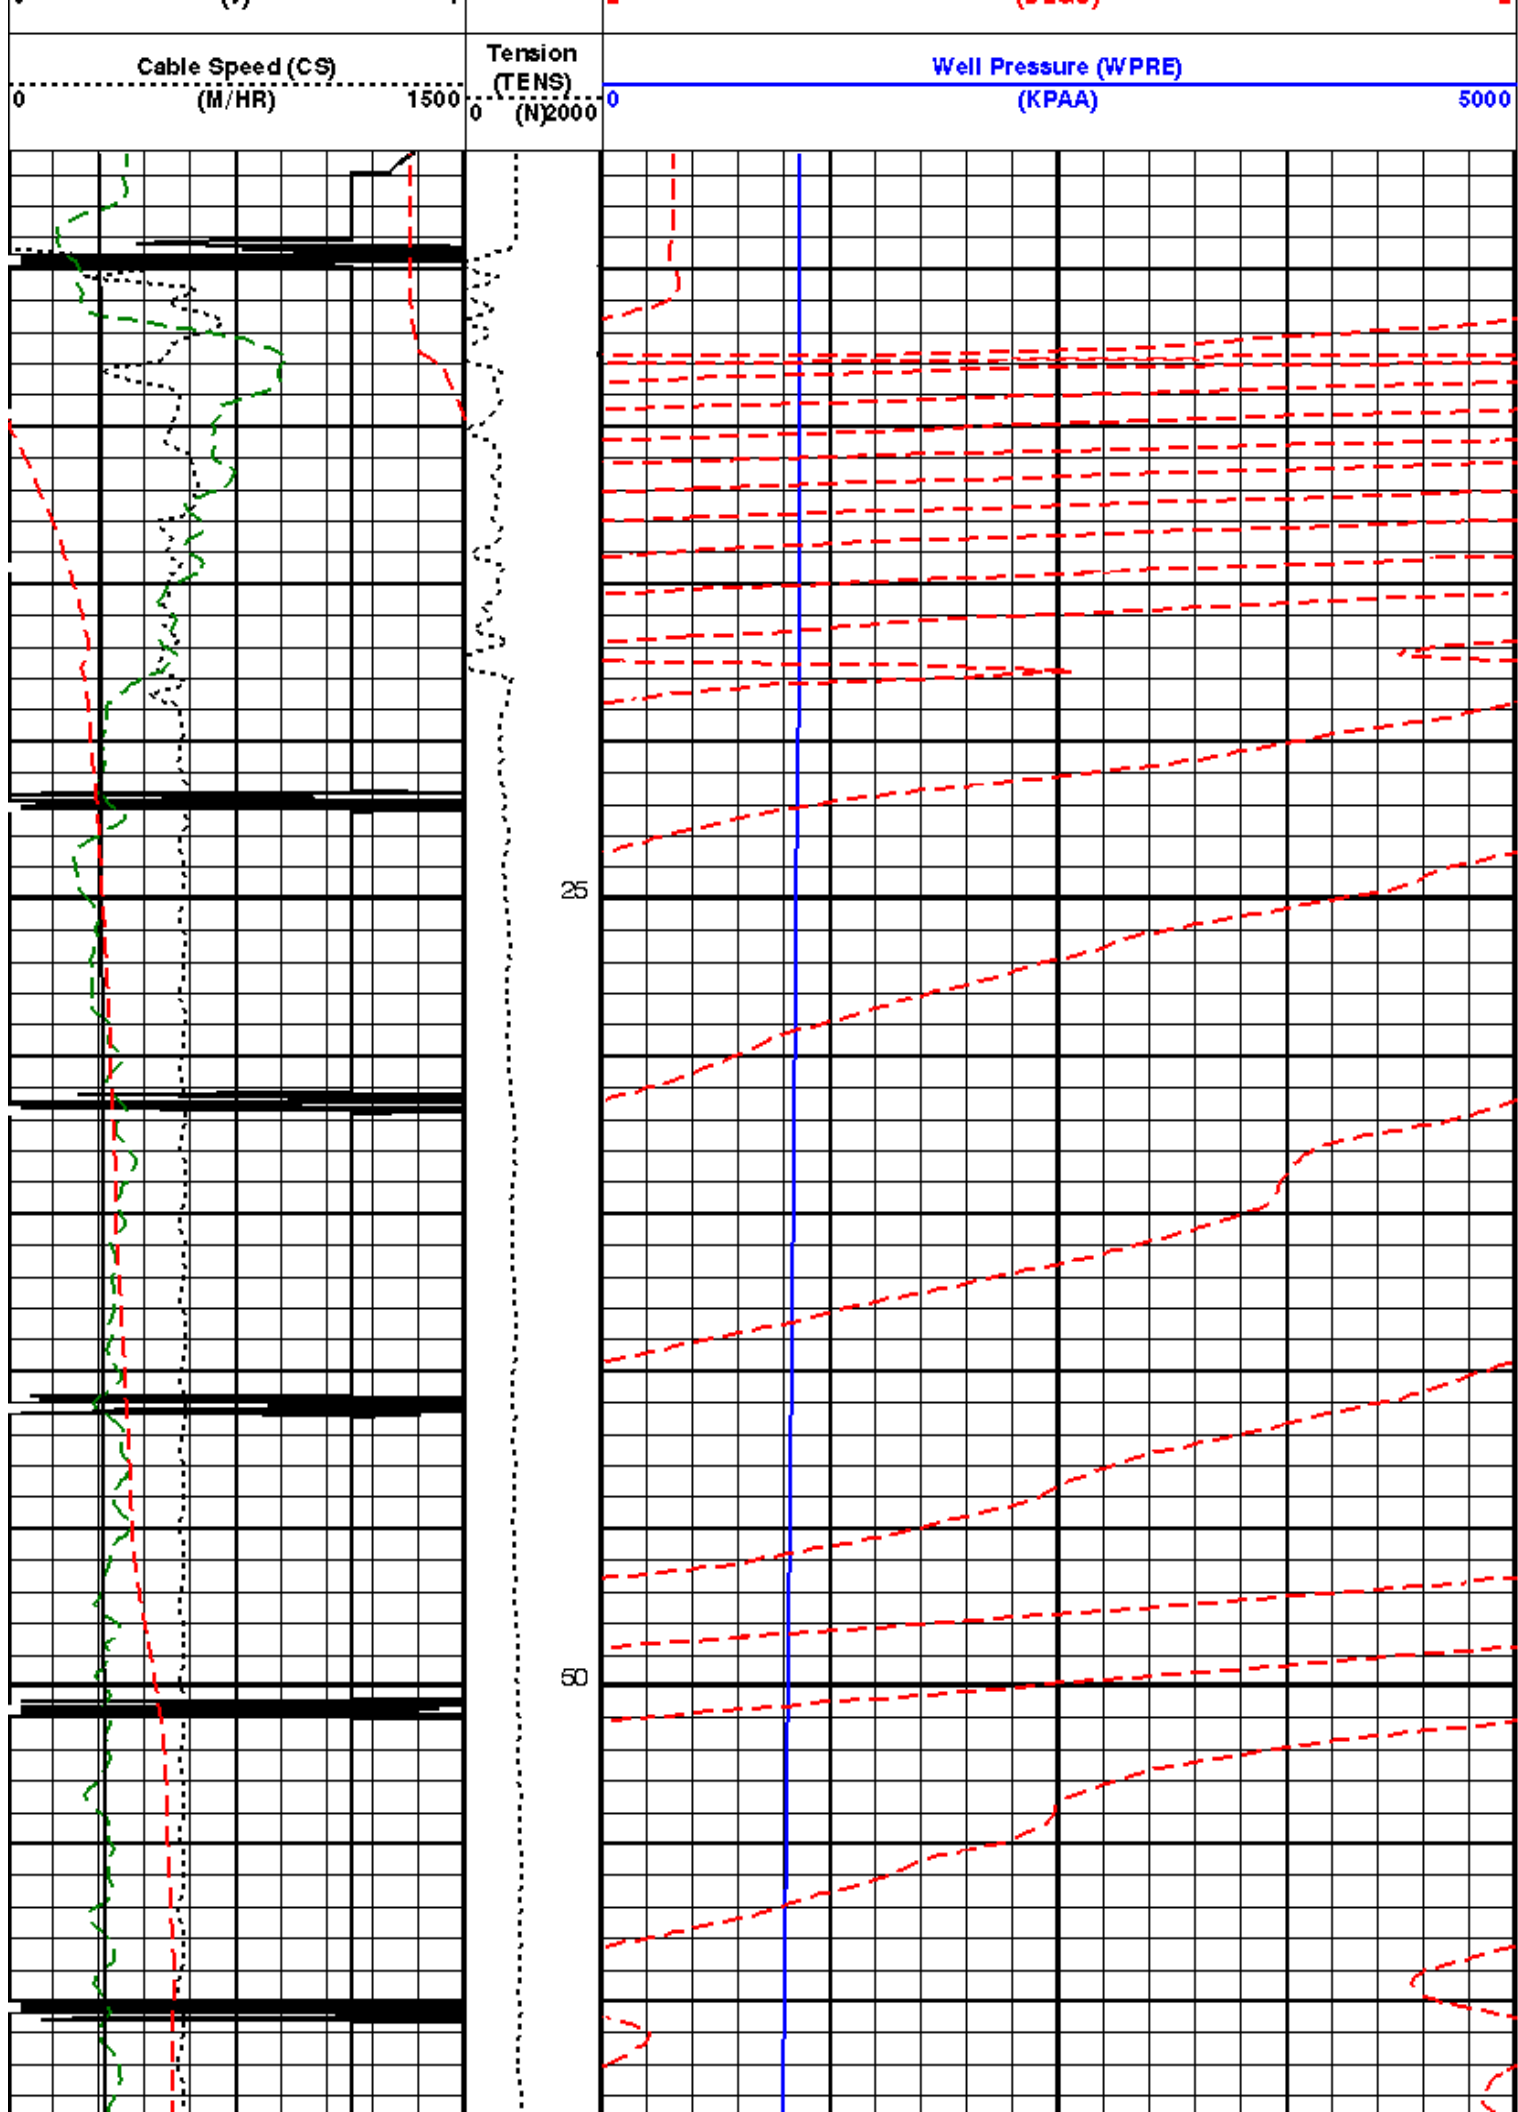 Cable Speed (CS)
0 (M/HR) 1500
Tension
(TENS)
0 (N) 2000
Well Pressure (WPRE)
0 (KPAA) 5000
25
50